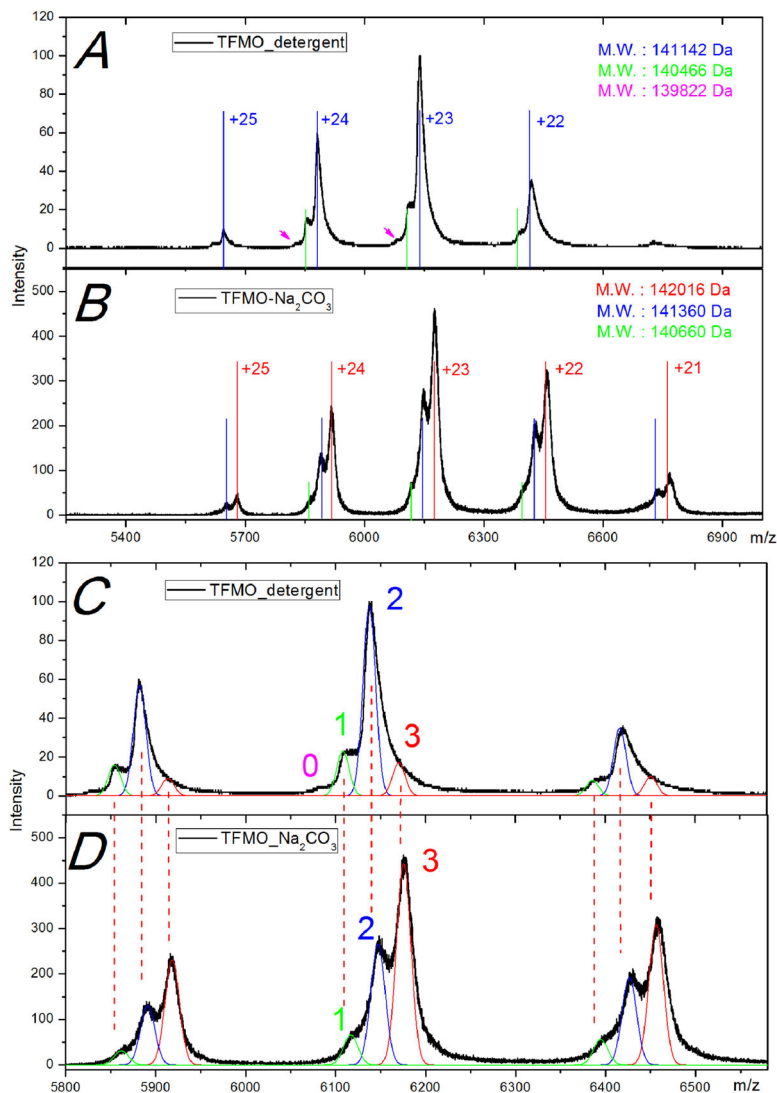 A
TFMO_detergent
M.W. : 141142 Da
M.W. : 140466 Da
M.W. : 139822 Da
120
100
80
60
40
20
0
+25
+24
+23
+22
Intensity
B
TFMO-Na₂CO₃
M.W. : 142016 Da
M.W. : 141360 Da
M.W. : 140660 Da
500
400
300
200
100
0
+25
+24
+23
+22
+21
5400 5700 6000 6300 6600 6900 m/z
C
TFMO_detergent
120
100
80
60
40
20
0
0
1
2
3
Intensity
D
TFMO_Na₂CO₃
500
400
300
200
100
0
1
2
3
5800 5900 6000 6100 6200 6300 6400 6500 m/z